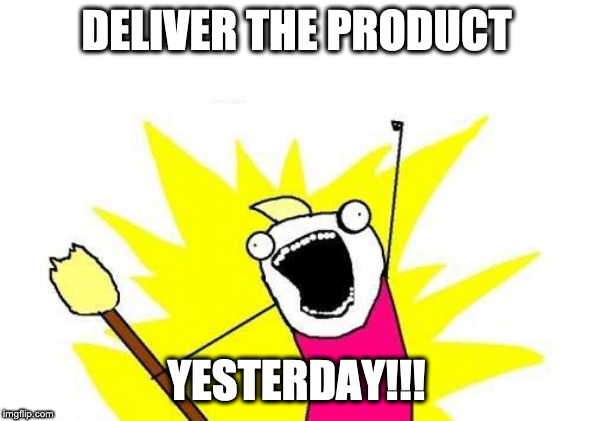 DELIVER THE PRODUCT
YESTERDAY!!!
imgflip.com